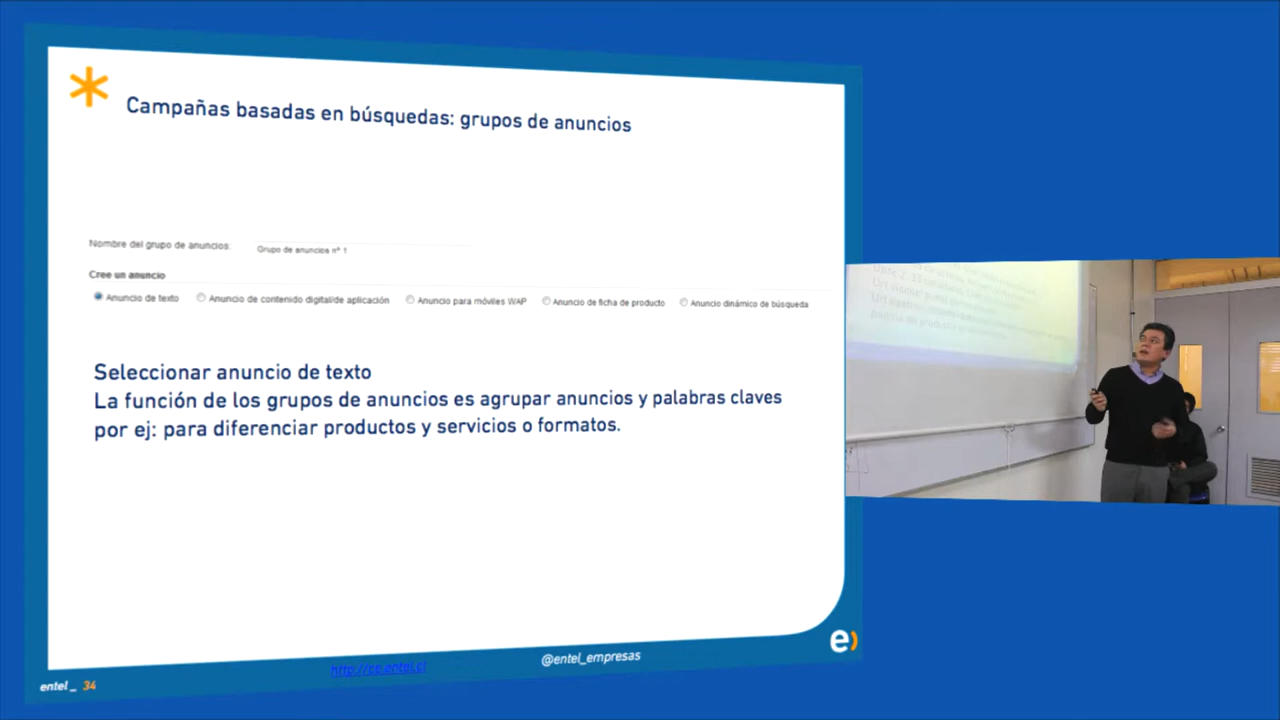 Campañas basadas en búsquedas: grupos de anuncios
Nombre del grupo de anuncios: Grupo de anuncios nº 1
Cree un anuncio
Anuncio de texto Anuncio de contenido digital/de aplicación Anuncio para móviles WAP Anuncio de ficha de producto Anuncio dinámico de búsqueda
Seleccionar anuncio de texto
La función de los grupos de anuncios es agrupar anuncios y palabras claves
por ej: para diferenciar productos y servicios o formatos.
e)
entel_ 34
@entel_empresas